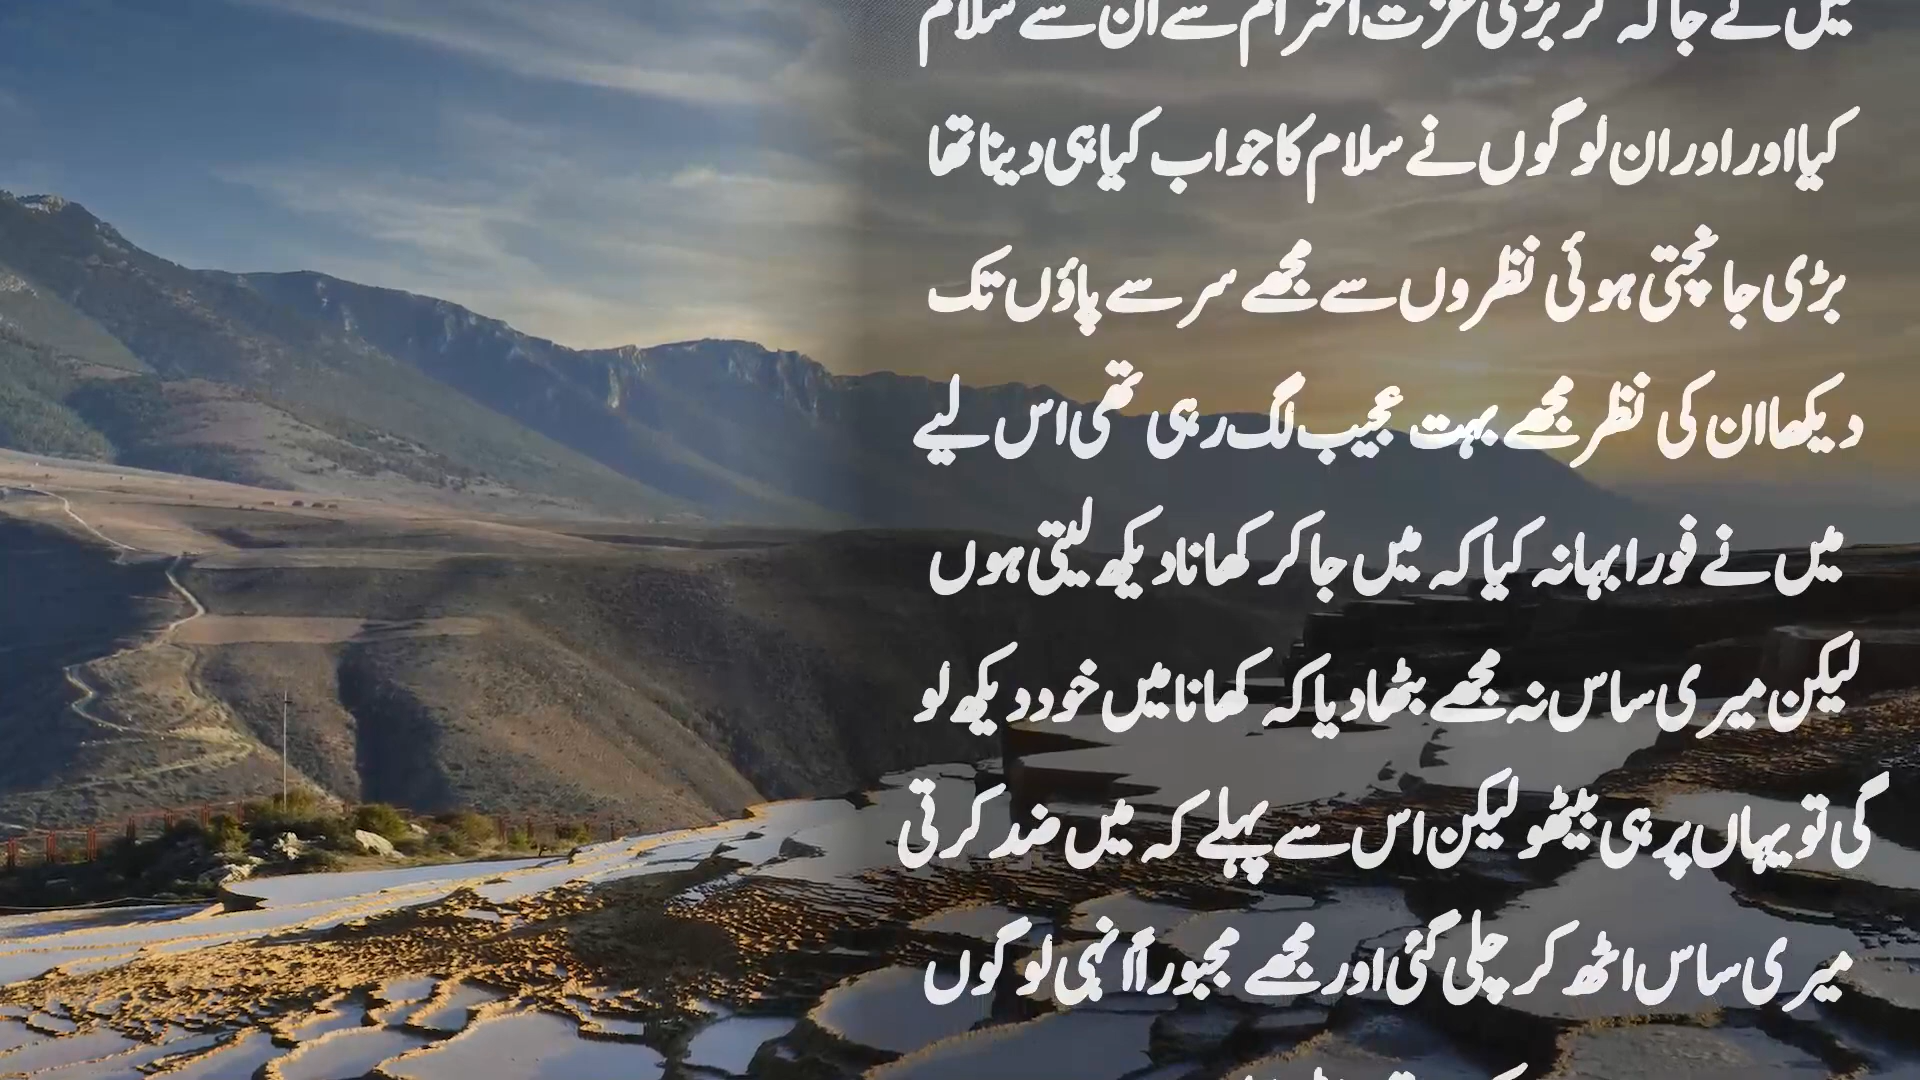 میں نے جا کہ کر بڑی عزت احترام سے ان سے سلام
کیا اور اور ان لوگوں نے سلام کا جواب کیا ہی دینا تھا
بڑی جانچتی ہوئی نظروں سے مجھے سر سے پاؤں تک
دیکھا ان کی نظر مجھے بہت عجیب لگ رہی تھی اس لیے
میں نے فورا بہانہ کیا کہ میں جا کر کھانا دیکھ لیتی ہوں
لیکن میری ساس نہ مجھے بٹھا دیا کہ کھانا میں خود دیکھ لو
گی تو یہاں پر ہی بیٹھو لیکن اس سے پہلے کہ میں ضد کرتی
میری ساس اٹھ کر چلی گئی اور مجھے مجبوراً انہی لوگوں